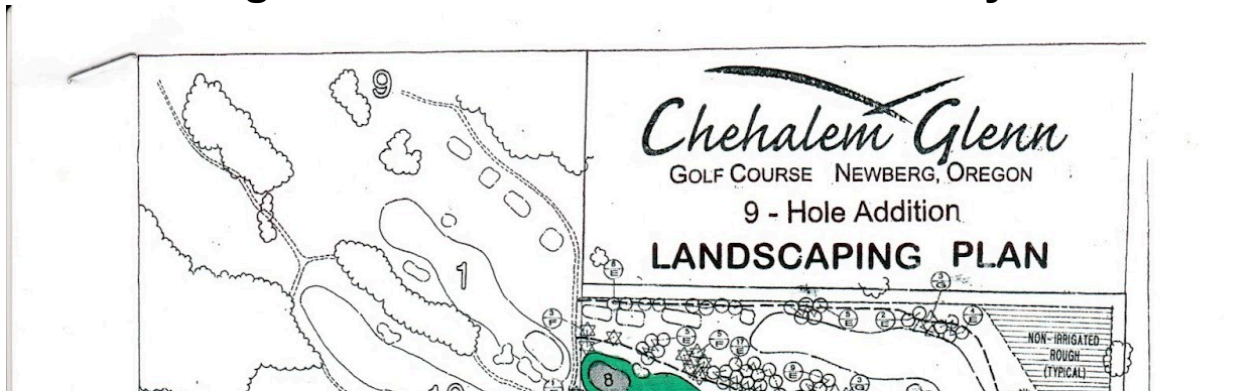 9
Chehalem Glenn
GOLF COURSE NEWBERG, OREGON
9 - Hole Addition
LANDSCAPING PLAN
1
NON-IRRIGATED
ROUGH
(TYPICAL)
8